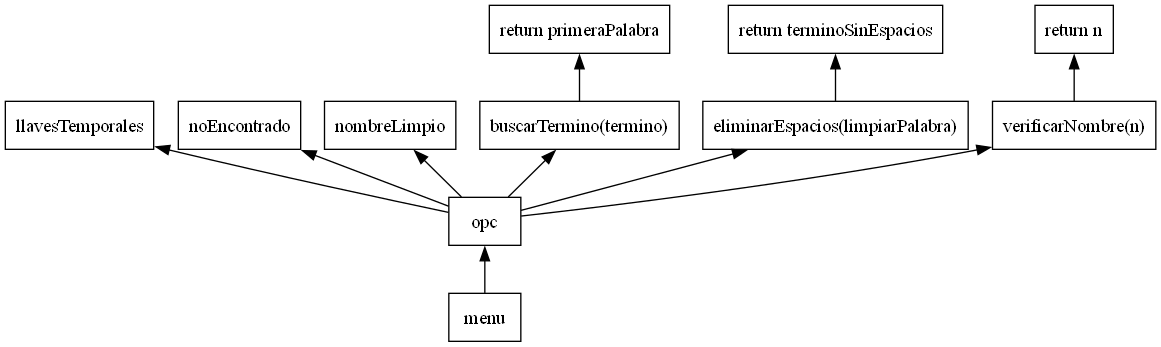 return primeraPalabra
return terminoSinEspacios
return n
llavesTemporales
noEncontrado
nombreLimpio
buscarTermino(termino)
eliminarEspacios(limpiarPalabra)
verificarNombre(n)
opc
menu